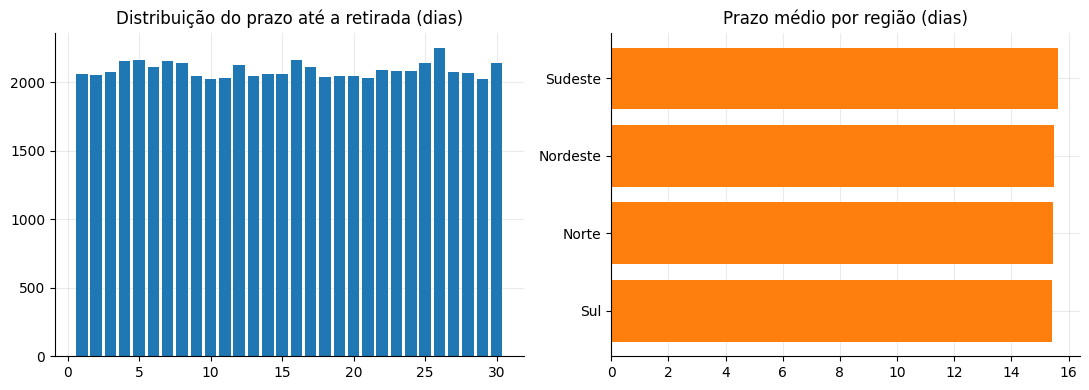 Distribuição do prazo até a retirada (dias)
2000
1500
1000
500
0
0 5 10 15 20 25 30
Prazo médio por região (dias)
Sudeste
Nordeste
Norte
Sul
0 2 4 6 8 10 12 14 16